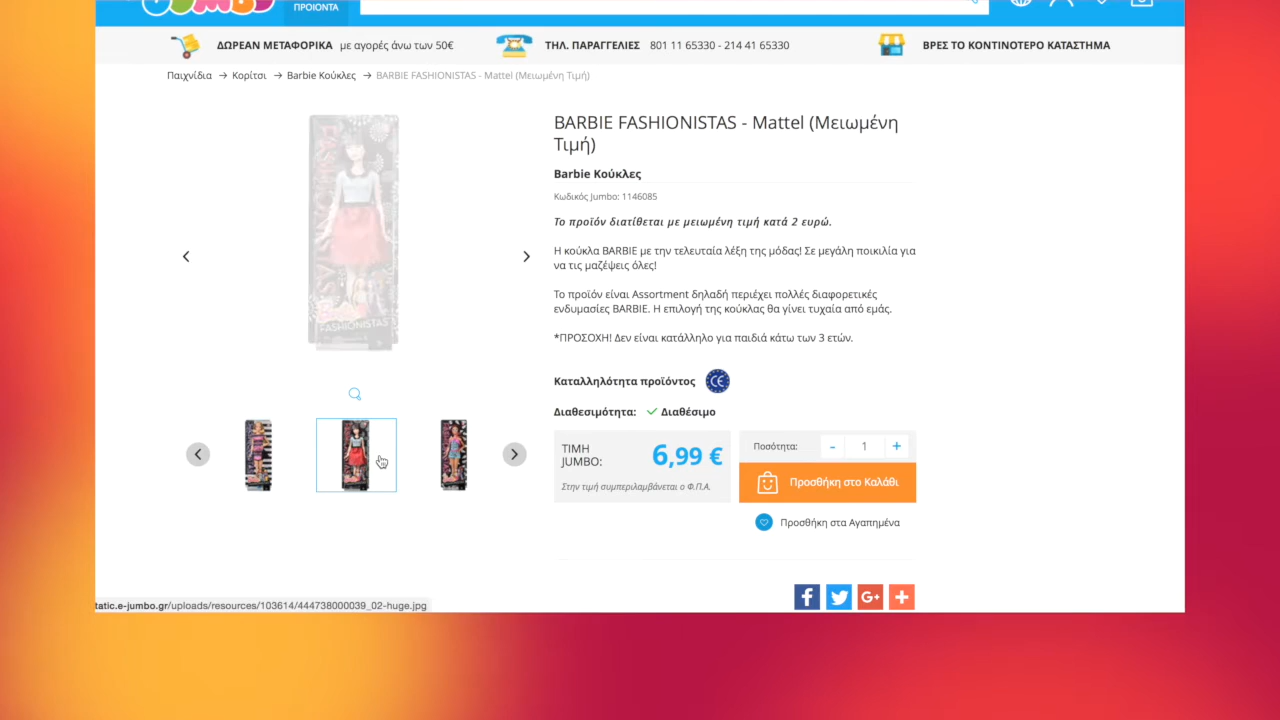 ΠΡΟΙΟΝΤΑ
ΔΩΡΕΑΝ ΜΕΤΑΦΟΡΙΚΑ με αγορές άνω των 50€
ΤΗΛ. ΠΑΡΑΓΓΕΛΙΕΣ 801 11 65330 - 214 41 65330
ΒΡΕΣ ΤΟ ΚΟΝΤΙΝΟΤΕΡΟ ΚΑΤΑΣΤΗΜΑ
Παιχνίδια → Κορίτσι → Barbie Κούκλες → BARBIE FASHIONISTAS - Mattel (Μειωμένη Τιμή)
BARBIE FASHIONISTAS - Mattel (Μειωμένη
Τιμή)
Barbie Κούκλες
Κωδικός Jumbo: 1146085
Το προϊόν διατίθεται με μειωμένη τιμή κατά 2 ευρώ.
Η κούκλα BARBIE με την τελευταία λέξη της μόδας! Σε μεγάλη ποικιλία για
να τις μαζέψεις όλες!
Το προϊόν είναι Assortment δηλαδή περιέχει πολλές διαφορετικές
ενδυμασίες BARBIE. Η επιλογή της κούκλας θα γίνει τυχαία από εμάς.
*ΠΡΟΣΟΧΗ! Δεν είναι κατάλληλο για παιδιά κάτω των 3 ετών.
Καταλληλότητα προϊόντος CE
Διαθεσιμότητα: Διαθέσιμο
ΤΙΜΗ
JUMBO:
6,99 €
Στην τιμή συμπεριλαμβάνεται ο Φ.Π.Α.
Ποσότητα: - 1 +
Προσθήκη στο Καλάθι
Προσθήκη στα Αγαπημένα
Barbie
FASHIONISTAS
f G+ +
tatic.e-jumbo.gr/uploads/resources/103614/444738000039_02-huge.jpg